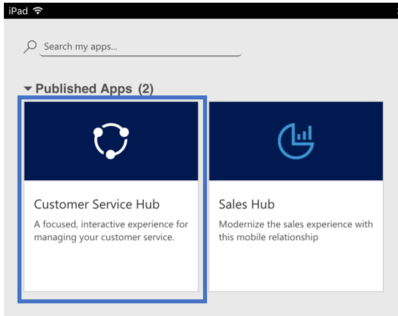 iPad
Search my apps...
Published Apps (2)
Customer Service Hub
A focused, interactive experience for
managing your customer service.
Sales Hub
Modernize the sales experience with
this mobile relationship